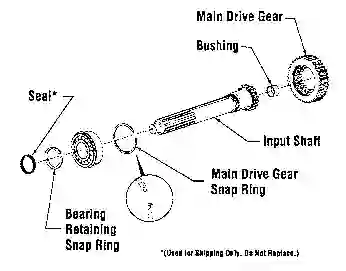 Main Drive Gear
Bushing
Seal*
Input Shaft
Main Drive Gear
Snap Ring
Bearing
Retaining
Snap Ring
*(Used for Shipping Only. Do Not Replace.)